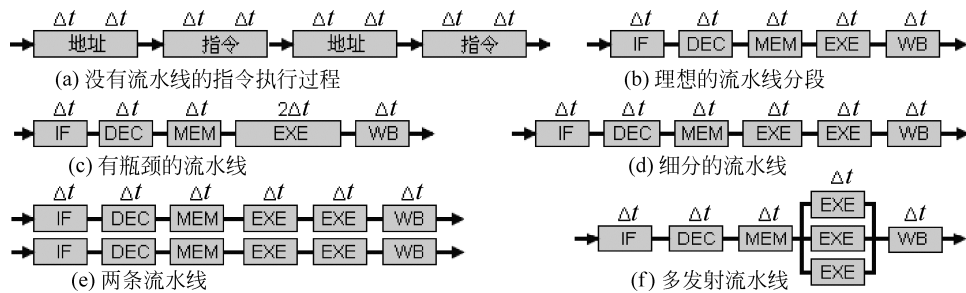 Δt Δt Δt Δt Δt Δt Δt Δt
地址 指令 地址 指令
(a) 没有流水线的指令执行过程
Δt Δt Δt Δt Δt
IF DEC MEM EXE WB
(b) 理想的流水线分段
Δt Δt Δt 2Δt Δt
IF DEC MEM EXE WB
(c) 有瓶颈的流水线
Δt Δt Δt Δt Δt Δt
IF DEC MEM EXE EXE WB
(d) 细分的流水线
Δt Δt Δt Δt Δt Δt
IF DEC MEM EXE EXE WB
IF DEC MEM EXE EXE WB
(e) 两条流水线
Δt
EXE
Δt Δt Δt Δt
IF DEC MEM EXE WB
EXE
(f) 多发射流水线